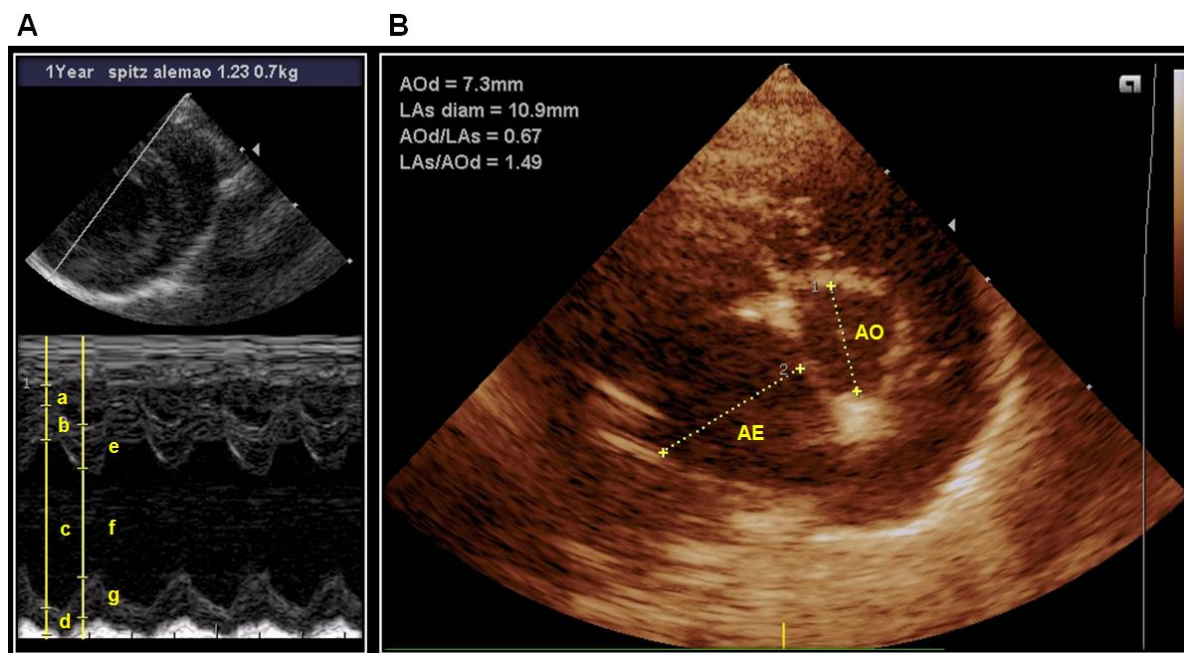 A
B
1Year spitz alemao 1.23 0.7kg
AOd = 7.3mm
LAs diam = 10.9mm
AOd/LAs = 0.67
LAs/AOd = 1.49
1
a
b
e
c
f
g
d
1
AO
2
AE